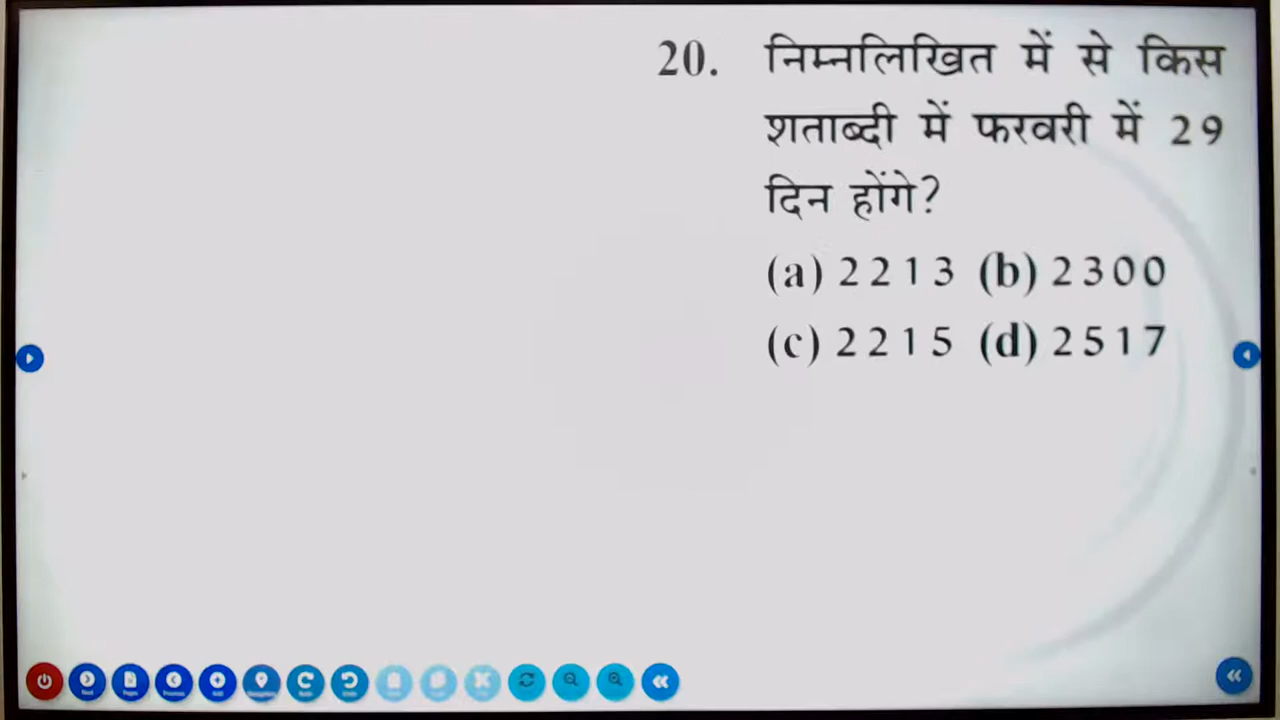 20. निम्नलिखित में से किस
शताब्दी में फरवरी में 29
दिन होंगे?
(a) 2213 (b) 2300
(c) 2215 (d) 2517